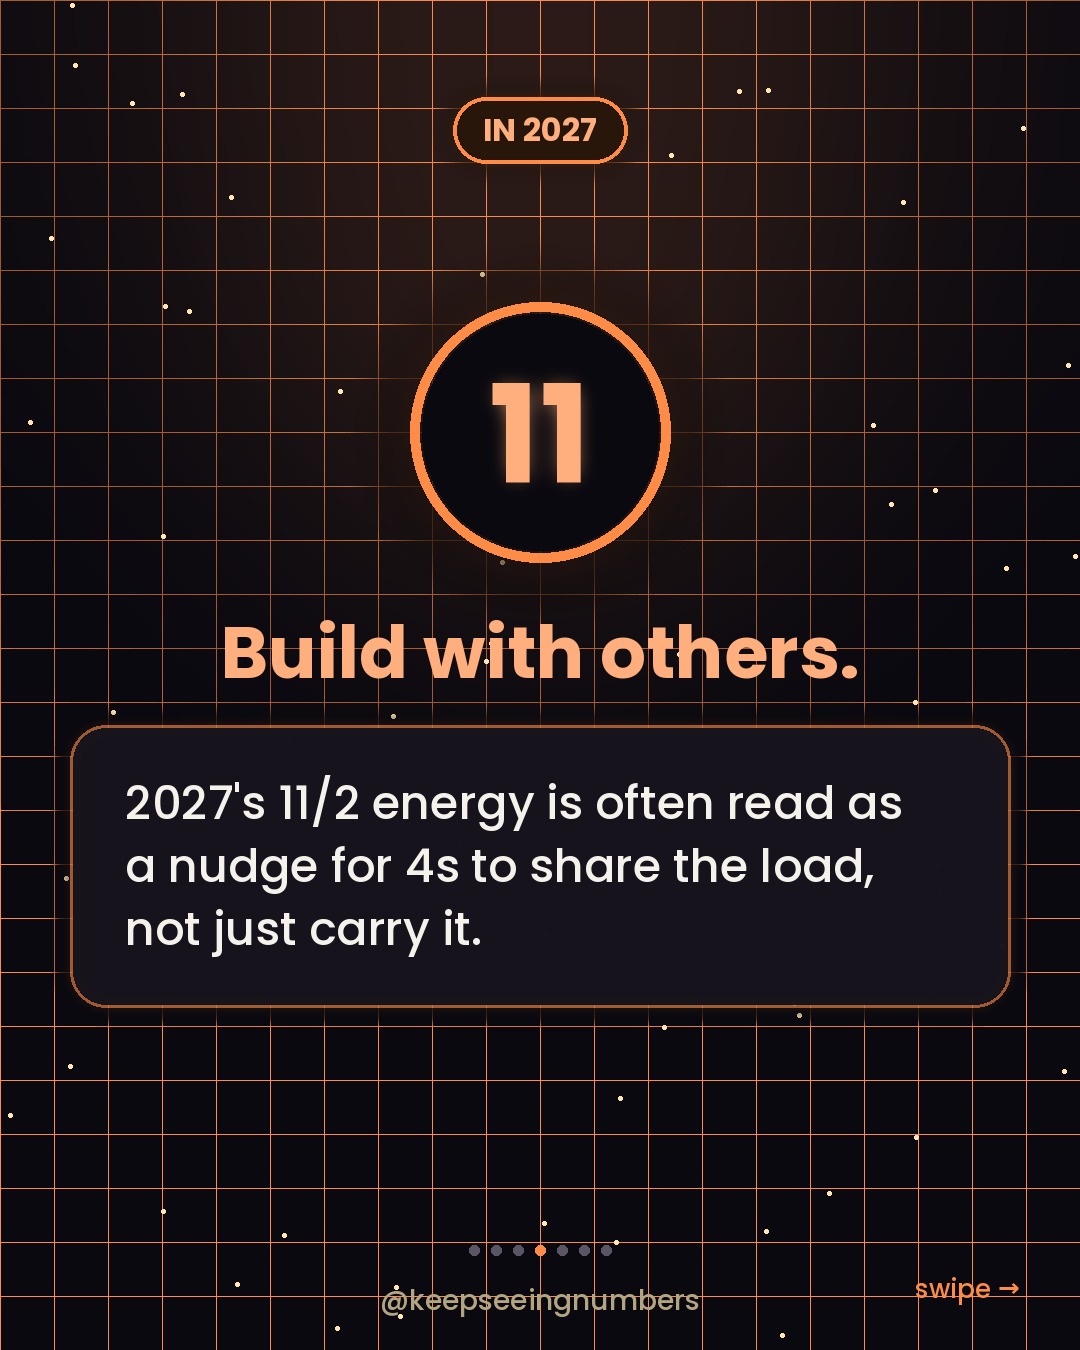 IN 2027
11
Build with others.
2027's 11/2 energy is often read as
a nudge for 4s to share the load,
not just carry it.
@keepseeingnumbers
swipe →